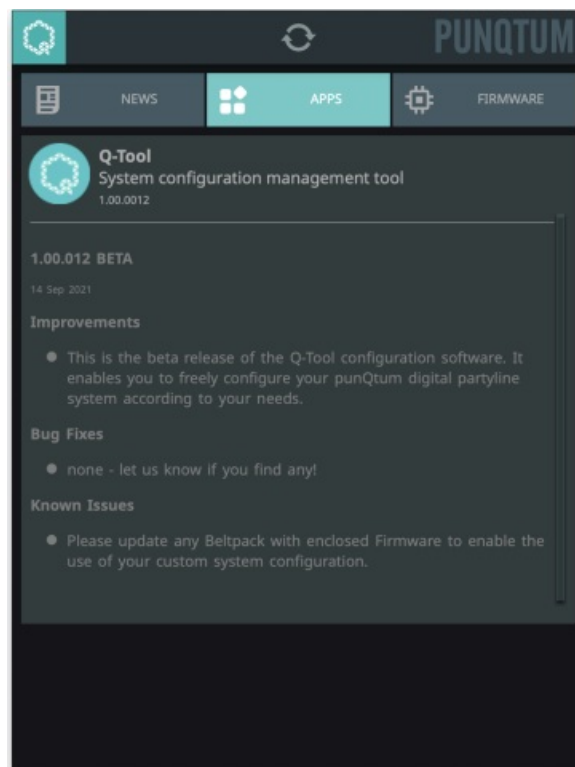 PUNQTUM
NEWS
APPS
FIRMWARE
Q-Tool
System configuration management tool
1.00.0012
1.00.012 BETA
14 Sep 2021
Improvements
This is the beta release of the Q-Tool configuration software. It
enables you to freely configure your punQtum digital partyline
system according to your needs.
Bug Fixes
none - let us know if you find any!
Known Issues
Please update any Beltpack with enclosed Firmware to enable the
use of your custom system configuration.